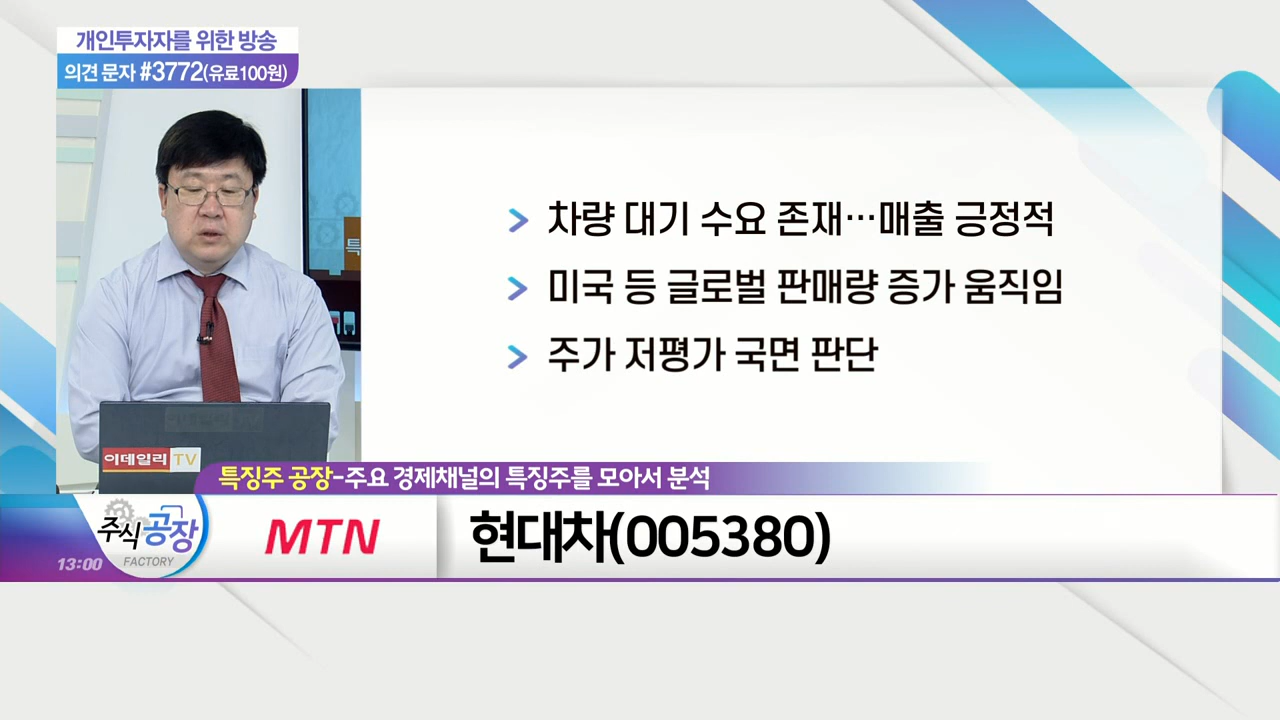 개인투자자를 위한 방송
의견 문자 #3772(유료100원)
특
> 차량 대기 수요 존재…매출 긍정적
> 미국 등 글로벌 판매량 증가 움직임
> 주가 저평가 국면 판단
이데일리 TV
특징주 공장-주요 경제채널의 특징주를 모아서 분석
주식공장
FACTORY
13:00
MTN
현대차(005380)